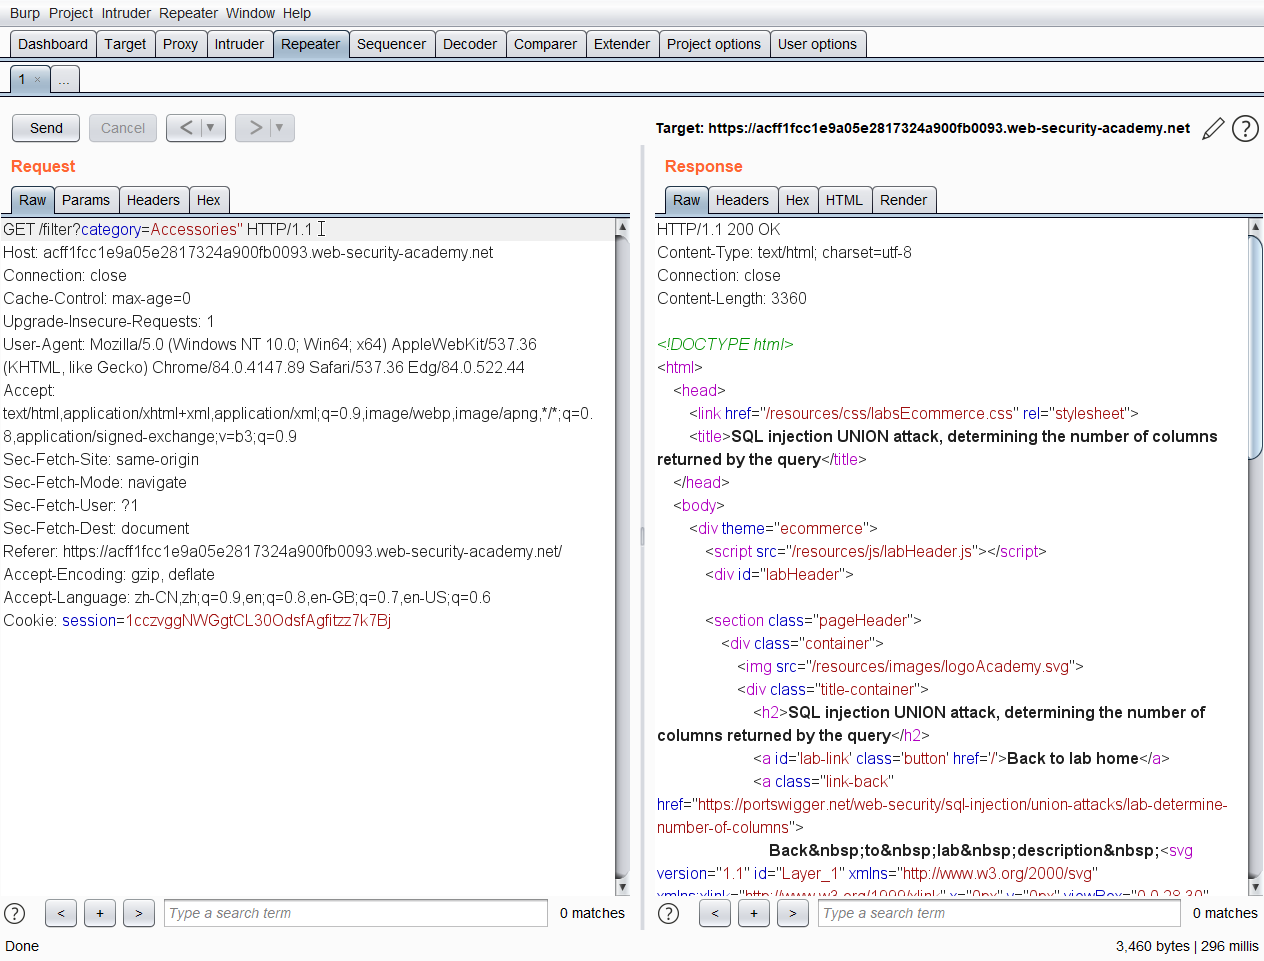 Burp Project Intruder Repeater Window Help
Dashboard Target Proxy Intruder Repeater Sequencer Decoder Comparer Extender Project options User options
1 × ...
Send Cancel < ▼ > ▼
Target: https://acff1fcc1e9a05e2817324a900fb0093.web-security-academy.net
Request
Raw Params Headers Hex
GET /filter?category=Accessories" HTTP/1.1
Host: acff1fcc1e9a05e2817324a900fb0093.web-security-academy.net
Connection: close
Cache-Control: max-age=0
Upgrade-Insecure-Requests: 1
User-Agent: Mozilla/5.0 (Windows NT 10.0; Win64; x64) AppleWebKit/537.36
(KHTML, like Gecko) Chrome/84.0.4147.89 Safari/537.36 Edg/84.0.522.44
Accept:
text/html,application/xhtml+xml,application/xml;q=0.9,image/webp,image/apng,*/*;q=0.
8,application/signed-exchange;v=b3;q=0.9
Sec-Fetch-Site: same-origin
Sec-Fetch-Mode: navigate
Sec-Fetch-User: ?1
Sec-Fetch-Dest: document
Referer: https://acff1fcc1e9a05e2817324a900fb0093.web-security-academy.net/
Accept-Encoding: gzip, deflate
Accept-Language: zh-CN,zh;q=0.9,en;q=0.8,en-GB;q=0.7,en-US;q=0.6
Cookie: session=1cczvggNWGgtCL30OdsfAgfitzz7k7Bj
? < + > Type a search term 0 matches
Done
Response
Raw Headers Hex HTML Render
HTTP/1.1 200 OK
Content-Type: text/html; charset=utf-8
Connection: close
Content-Length: 3360
<!DOCTYPE html>
<html>
<head>
<link href="/resources/css/labsEcommerce.css" rel="stylesheet">
<title>SQL injection UNION attack, determining the number of columns
returned by the query</title>
</head>
<body>
<div theme="ecommerce">
<script src="/resources/js/labHeader.js"></script>
<div id="labHeader">
<section class="pageHeader">
<div class="container">
<img src="/resources/images/logoAcademy.svg">
<div class="title-container">
<h2>SQL injection UNION attack, determining the number of
columns returned by the query</h2>
<a id='lab-link' class='button' href='/'>Back to lab home</a>
<a class="link-back"
href="https://portswigger.net/web-security/sql-injection/union-attacks/lab-determine-
number-of-columns">
Back&nbsp;to&nbsp;lab&nbsp;description&nbsp;<svg
version="1.1" id="Layer_1" xmlns="http://www.w3.org/2000/svg"
xmlns:xlink="http://www.w3.org/1999/xlink" x="0px" y="0px" viewBox="0 0 28 30"
? < + > Type a search term 0 matches
3,460 bytes | 296 millis